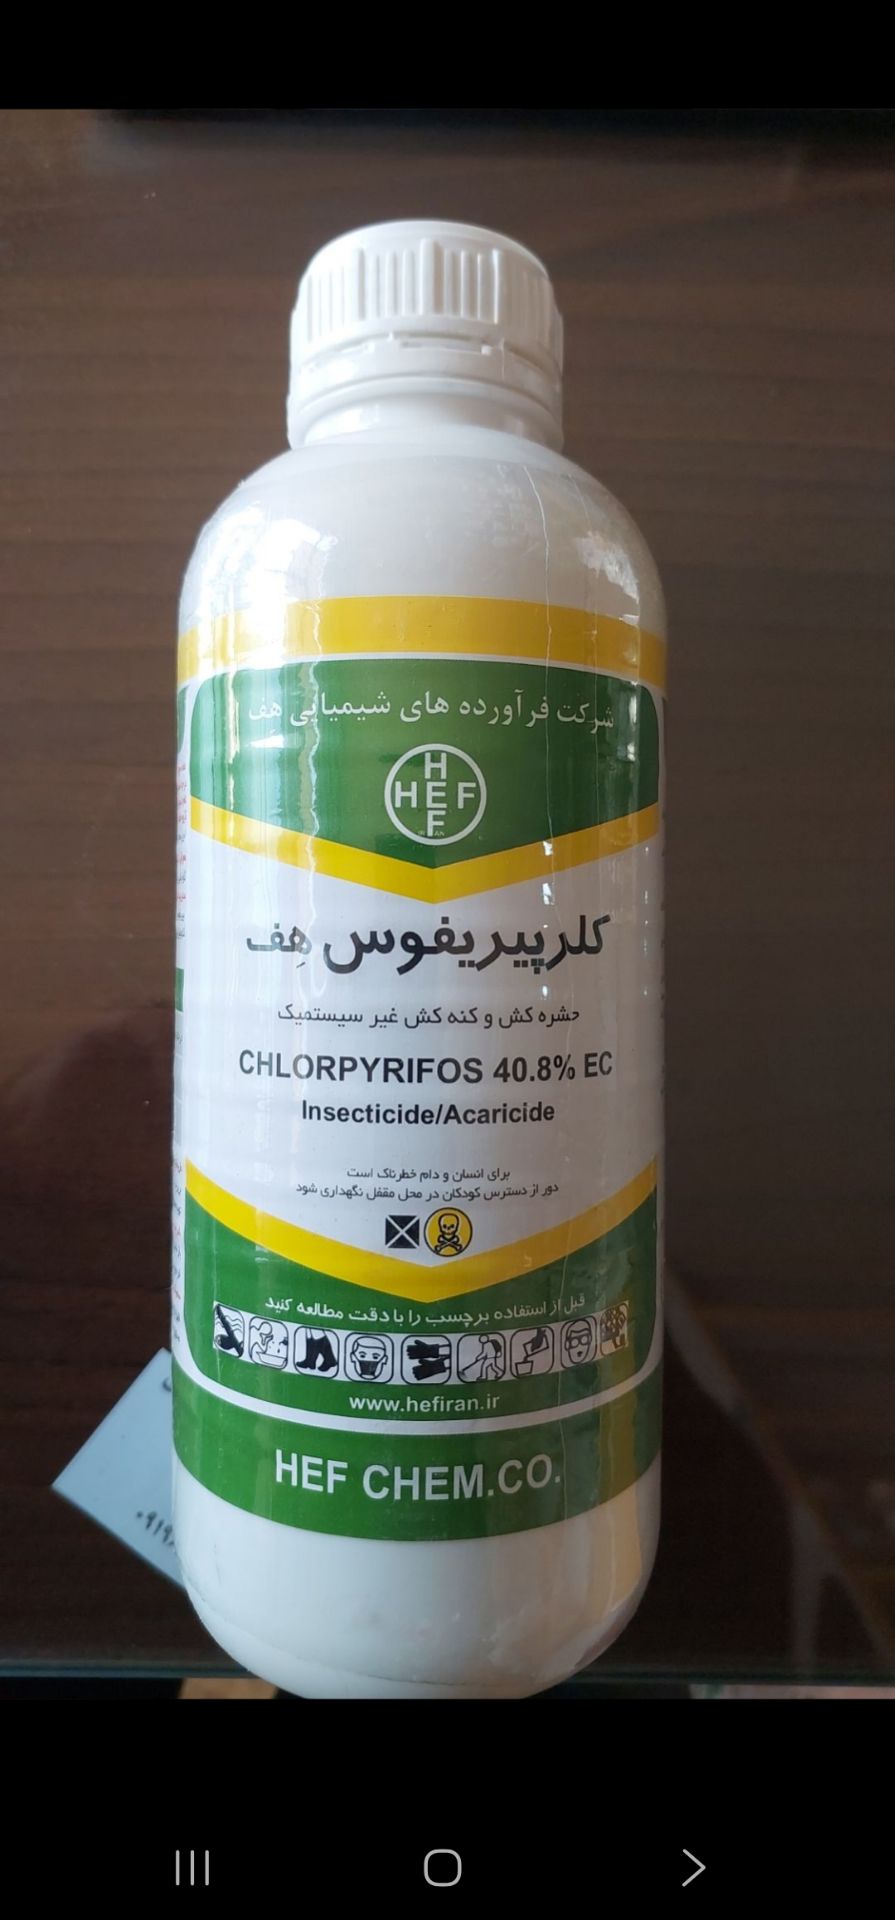 شرکت فرآورده های شیمیایی هِف
HEF
HEF
IRAN
کلرپیریفوس هِف
حشره کش و کنه کش غیر سیستمیک
CHLORPYRIFOS 40.8% EC
Insecticide/Acaricide
برای انسان و دام خطرناک است
دور از دسترس کودکان در محل مقفل نگهداری شود
قبل از استفاده برچسب را با دقت مطالعه کنید
www.hefiran.ir
HEF CHEM.CO.